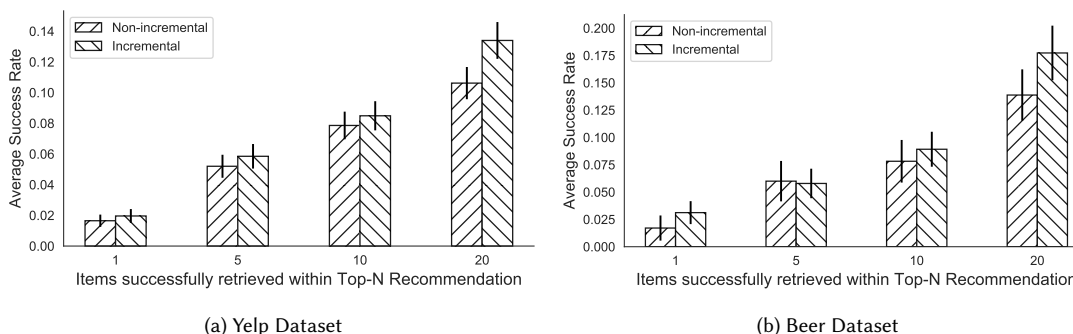 0.14
0.12
0.10
0.08
0.06
0.04
0.02
0.00
Average Success Rate
Non-incremental
Incremental
1 5 10 20
Items successfully retrieved within Top-N Recommendation
(a) Yelp Dataset
0.200
0.175
0.150
0.125
0.100
0.075
0.050
0.025
0.000
Average Success Rate
Non-incremental
Incremental
1 5 10 20
Items successfully retrieved within Top-N Recommendation
(b) Beer Dataset